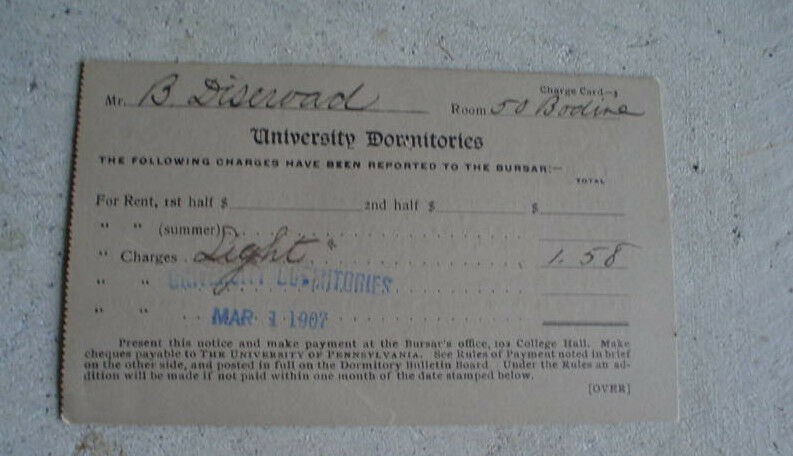 Charge Card-3
Mr. B. Diseroad Room 50 Bodine
University Dormitories
THE FOLLOWING CHARGES HAVE BEEN REPORTED TO THE BURSAR:—
TOTAL
For Rent, 1st half $ 2nd half $ $
" " (summer)
" Charges Light $ 1.58
" " UNIVERSITY DORMITORIES
" " MAR 1 1907
Present this notice and make payment at the Bursar's office, 102 College Hall. Make
cheques payable to THE UNIVERSITY OF PENNSYLVANIA. See Rules of Payment noted in brief
on the other side, and posted in full on the Dormitory Bulletin Board. Under the Rules an ad-
dition will be made if not paid within one month of the date stamped below.
[OVER]